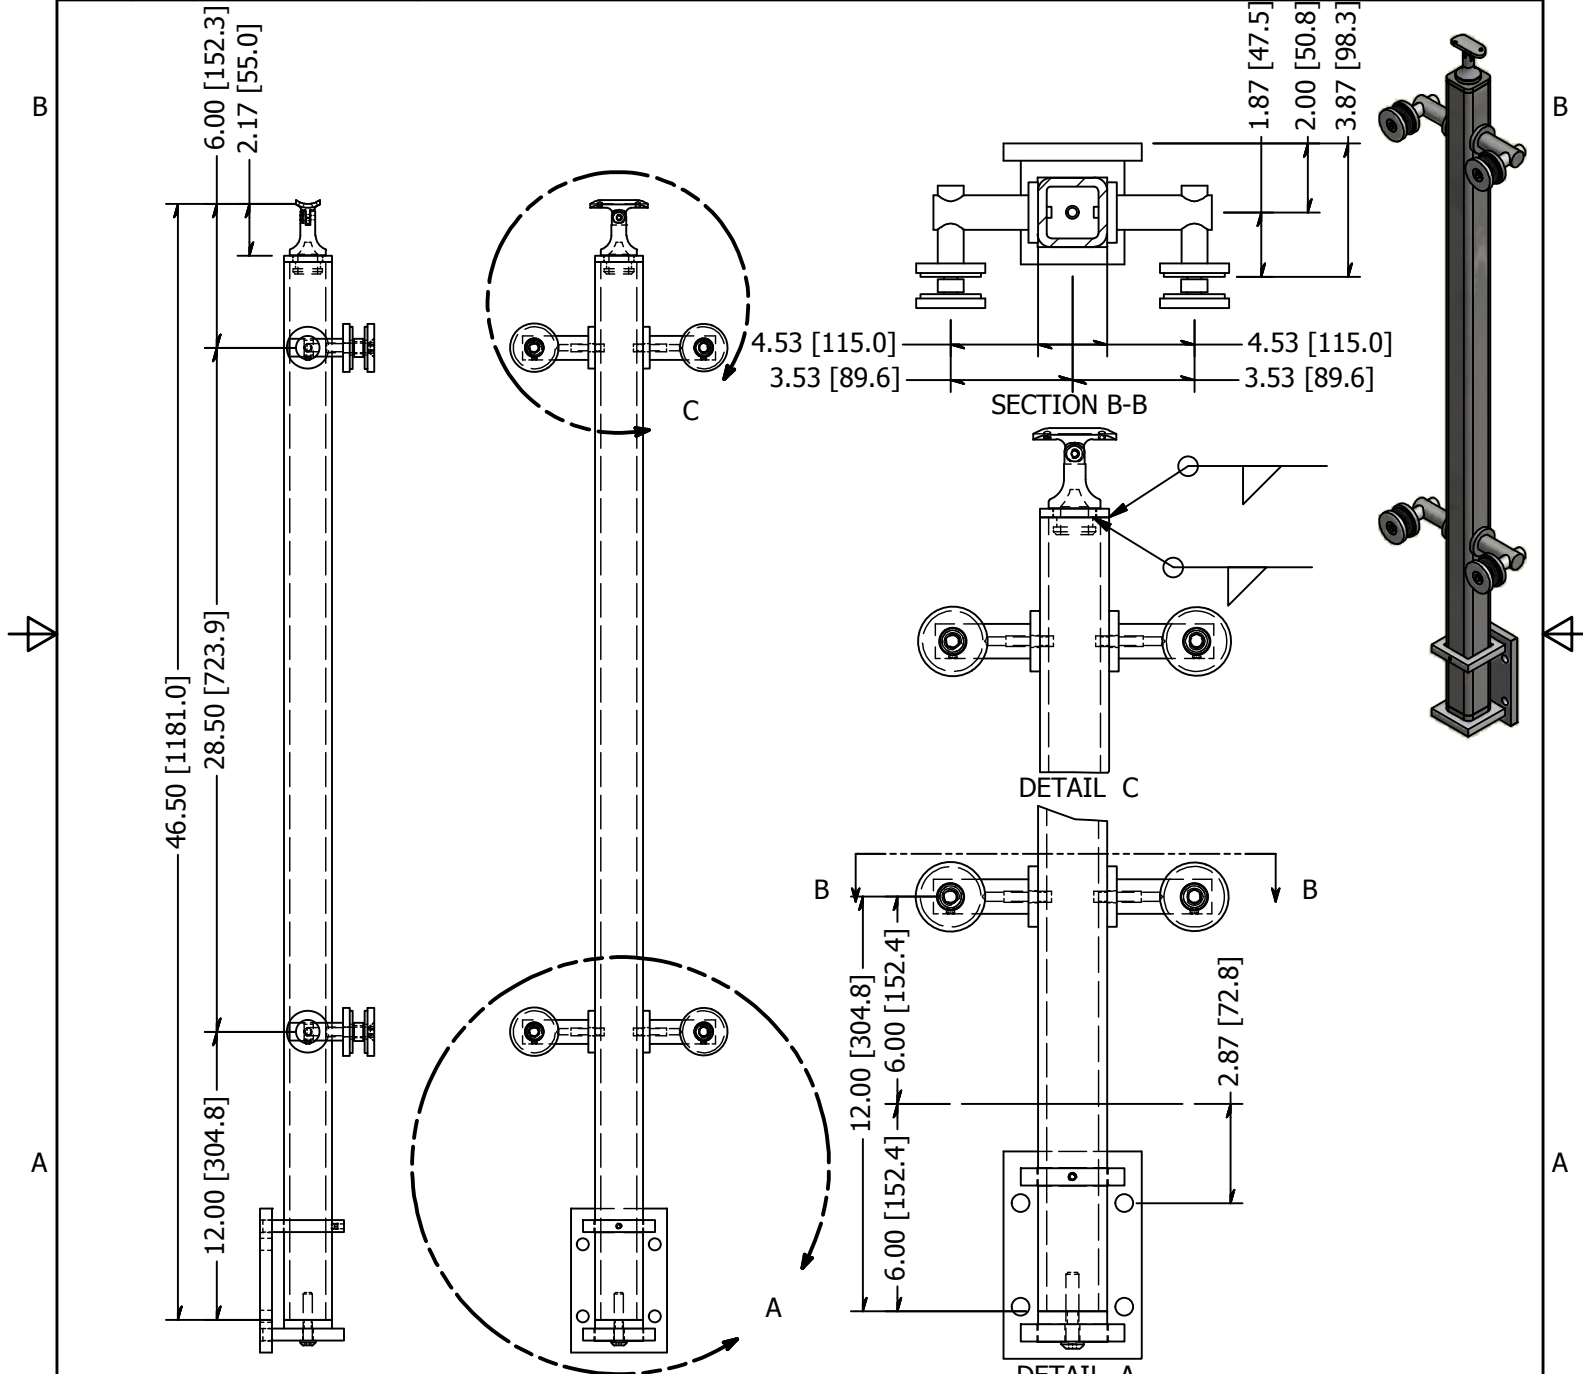 6.00 [152.3]
2.17 [55.0]
1.87 [47.5]
2.00 [50.8]
3.87 [98.3]
B
B
4.53 [115.0]
4.53 [115.0]
3.53 [89.6]
3.53 [89.6]
SECTION B-B
C
46.50 [1181.0]
28.50 [723.9]
DETAIL C
B
B
12.00 [304.8]
6.00 [152.4]
2.87 [72.8]
A
12.00 [304.8]
6.00 [152.4]
A
A
DETAIL A